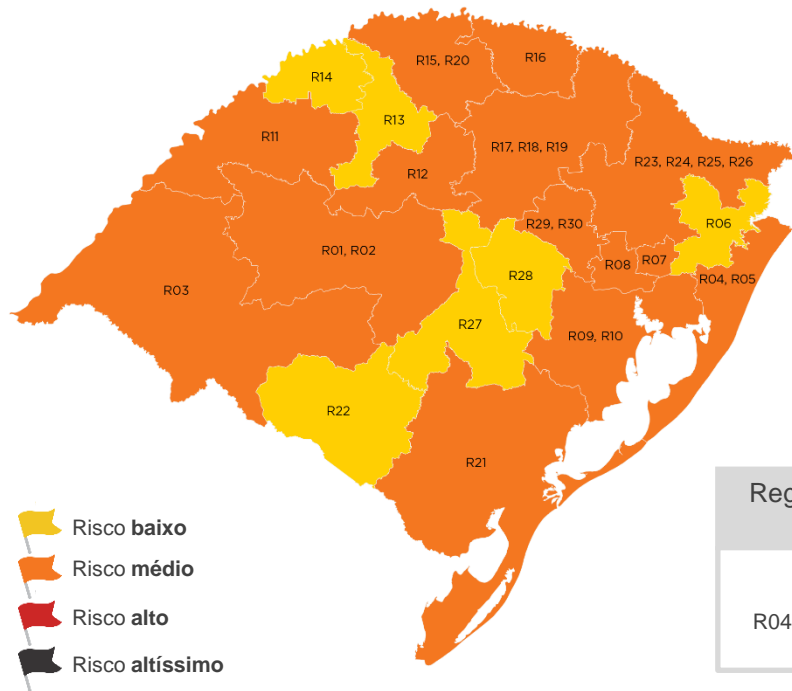 R15, R20
R16
R14
R13
R11
R17, R18, R19
R23, R24, R25, R26
R12
R06
R29, R30
R01, R02
R08
R07
R28
R04, R05
R03
R27
R09, R10
R22
R21
Risco baixo
Risco médio
Risco alto
Risco altíssimo
Reg
R04